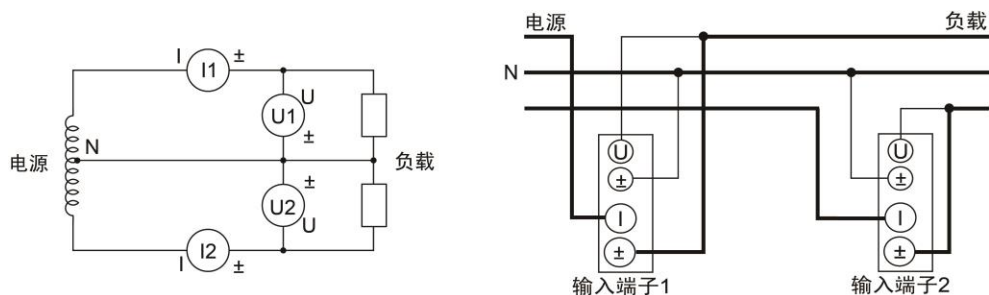 I I1 ±
U1 U ±
电源 N 负载
U2 ± U
I I2 ±
电源 负载
N
U U
± ±
I I
± ±
输入端子1 输入端子2